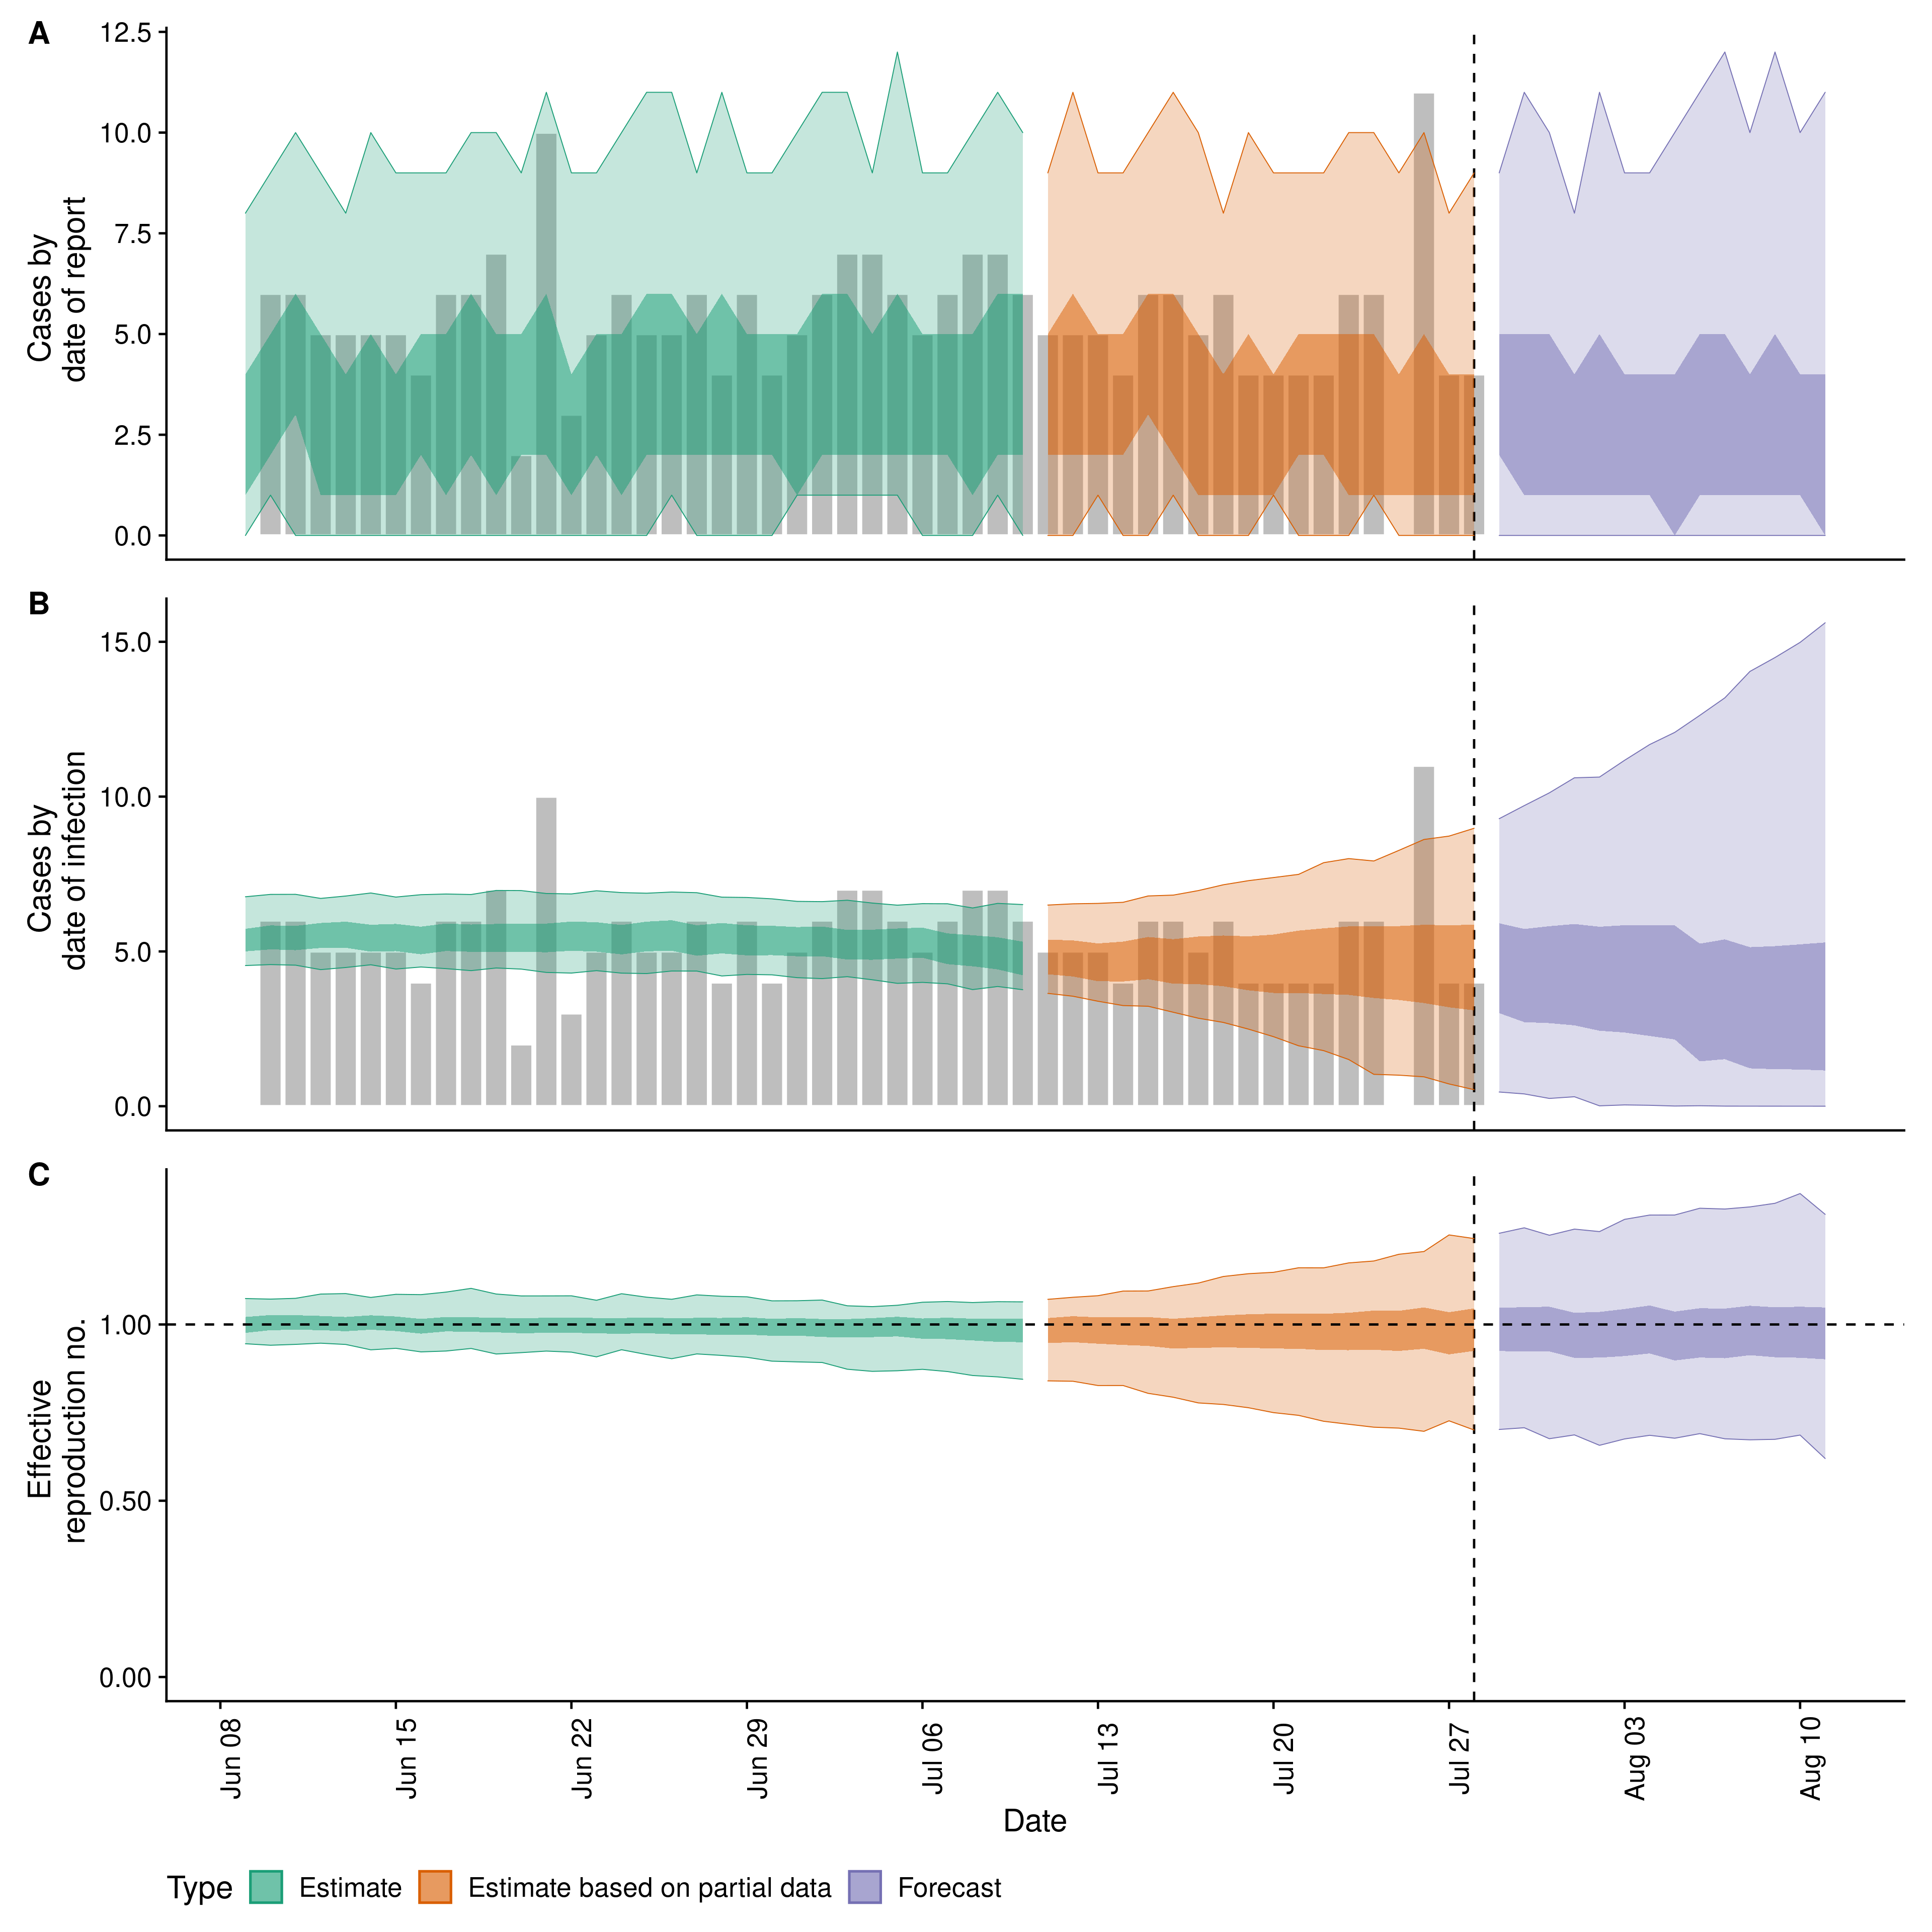 A
12.5
10.0
7.5
5.0
2.5
0.0
Cases by
date of report
B
15.0
10.0
5.0
0.0
Cases by
date of infection
C
1.00
0.50
0.00
Effective
reproduction no.
Jun 08
Jun 15
Jun 22
Jun 29
Jul 06
Jul 13
Jul 20
Jul 27
Aug 03
Aug 10
Date
Type Estimate Estimate based on partial data Forecast